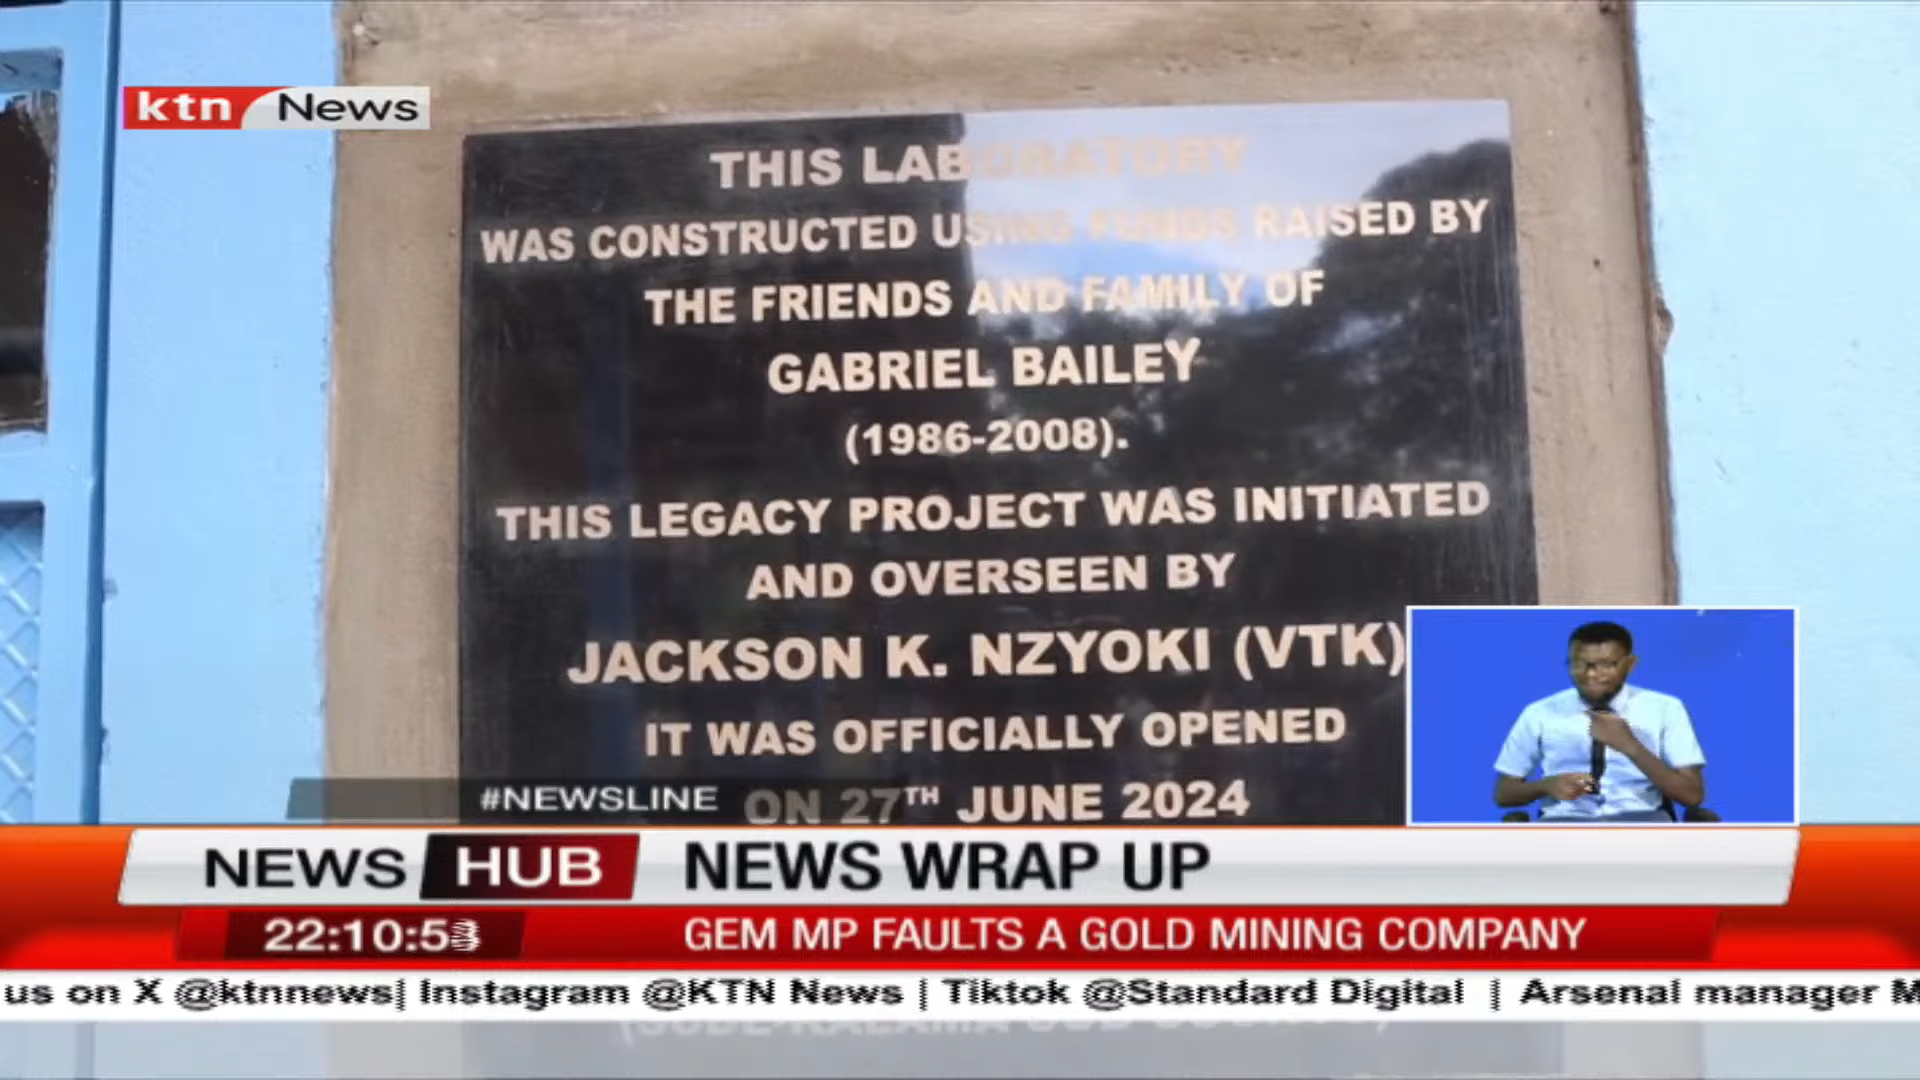 ktn News
THIS LABORATORY
WAS CONSTRUCTED USING FUNDS RAISED BY
THE FRIENDS AND FAMILY OF
GABRIEL BAILEY
(1986-2008).
THIS LEGACY PROJECT WAS INITIATED
AND OVERSEEN BY
JACKSON K. NZYOKI (VTK)
IT WAS OFFICIALLY OPENED
#NEWSLINE
ON 27TH JUNE 2024
NEWS HUB
NEWS WRAP UP
22:10:5
GEM MP FAULTS A GOLD MINING COMPANY
us on X @ktnnews| Instagram @KTN News | Tiktok @Standard Digital | Arsenal manager M